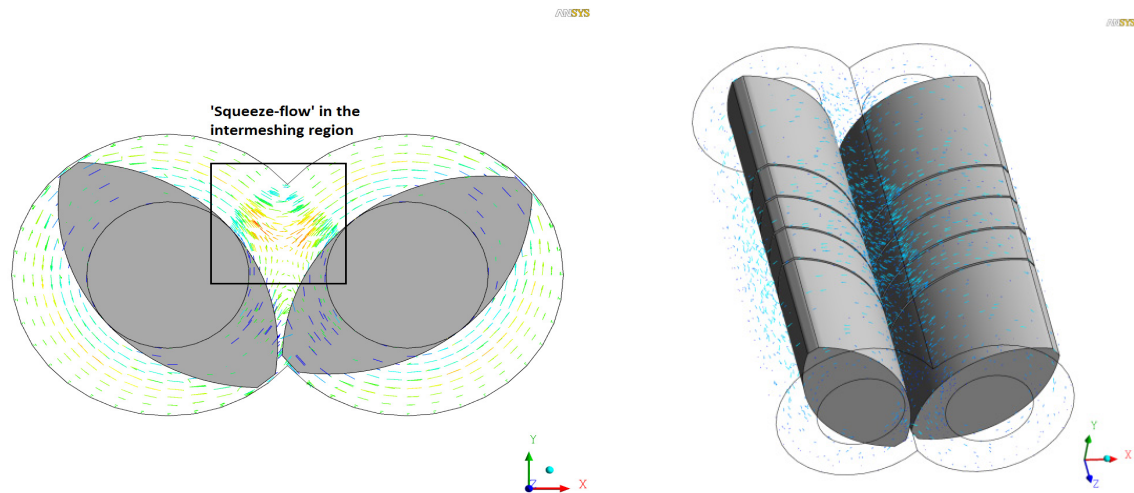 ANSYS
ANSYS
'Squeeze-flow' in the
intermeshing region
Y
Z
X
Y
X
Z